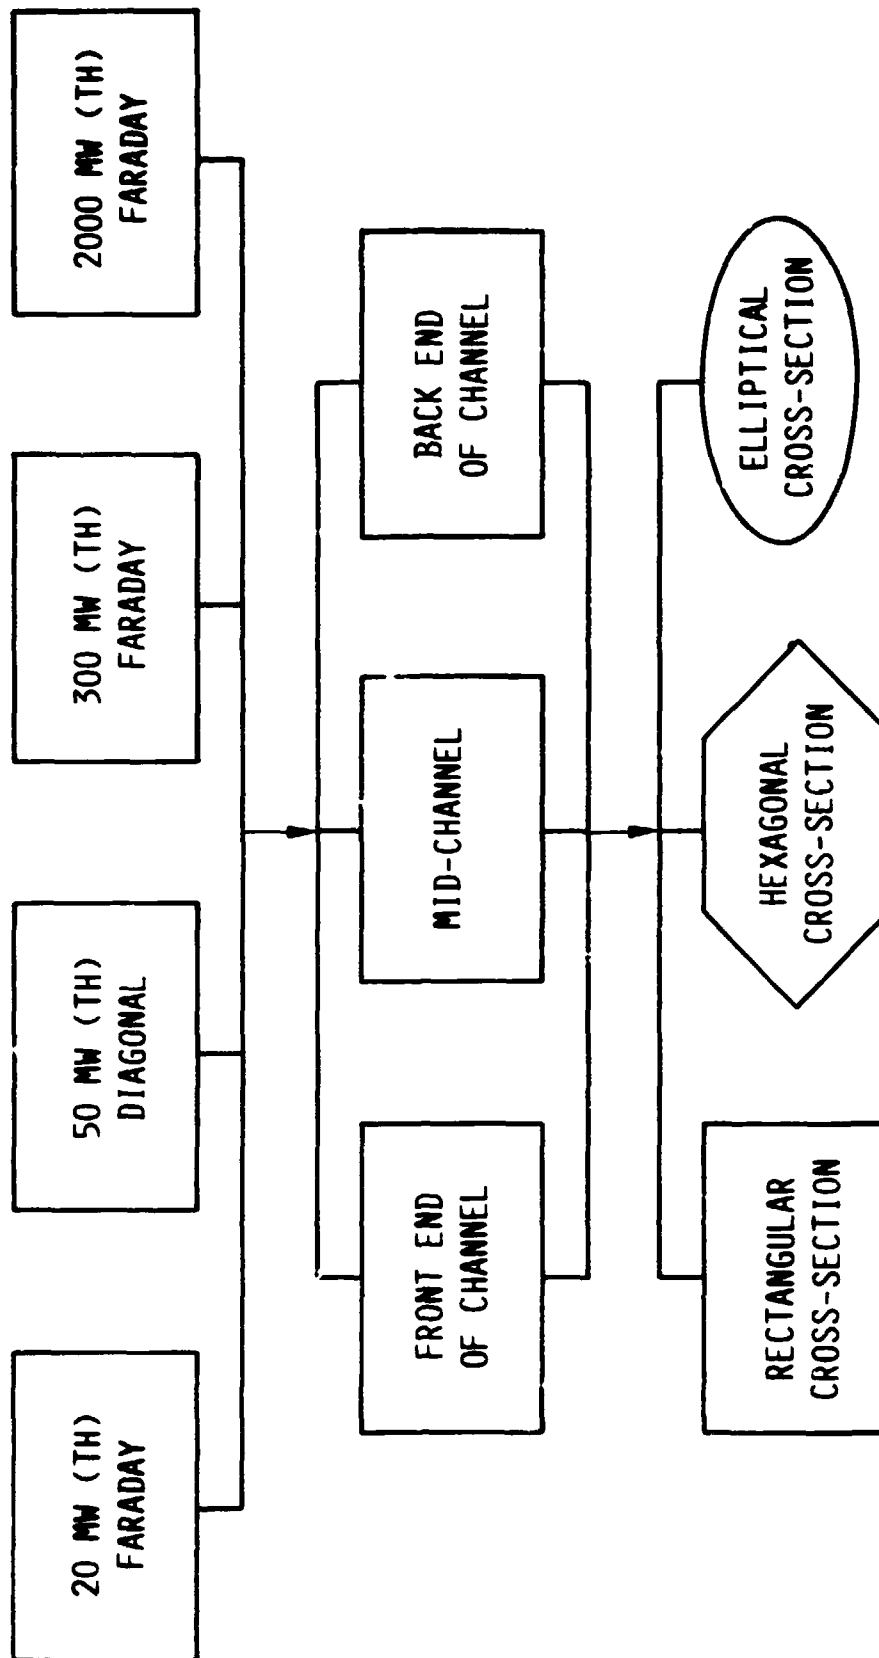 20 MW (TH)
FARADAY
50 MW (TH)
DIAGONAL
300 MW (TH)
FARADAY
2000 MW (TH)
FARADAY
FRONT END
OF CHANNEL
MID-CHANNEL
BACK END
OF CHANNEL
RECTANGULAR
CROSS-SECTION
HEXAGONAL
CROSS-SECTION
ELLIPTICAL
CROSS-SECTION